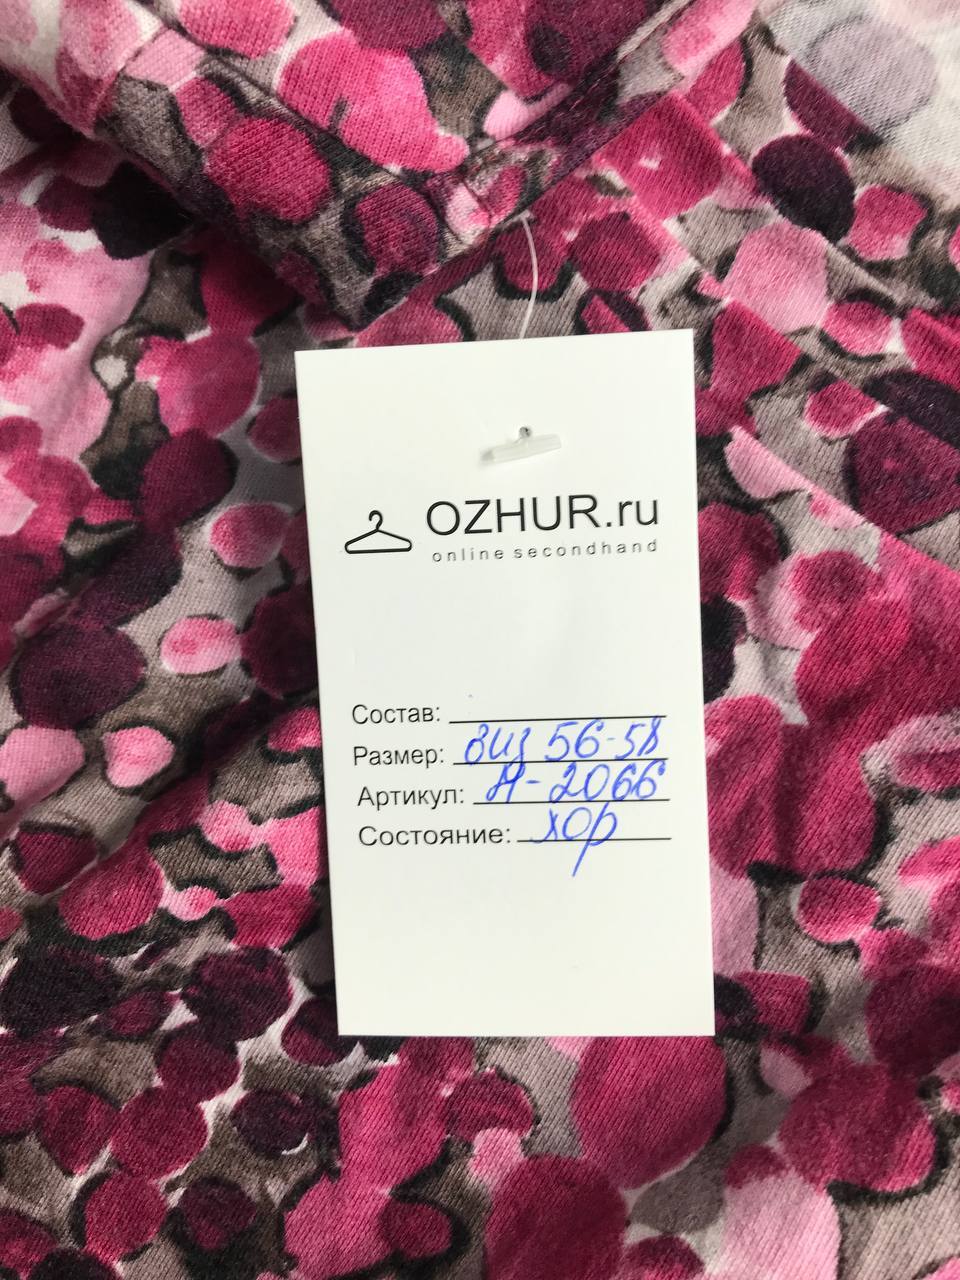 OZHUR.ru
online secondhand
Состав:
Размер: виз 56-58
Артикул: А-2066
Состояние: хор